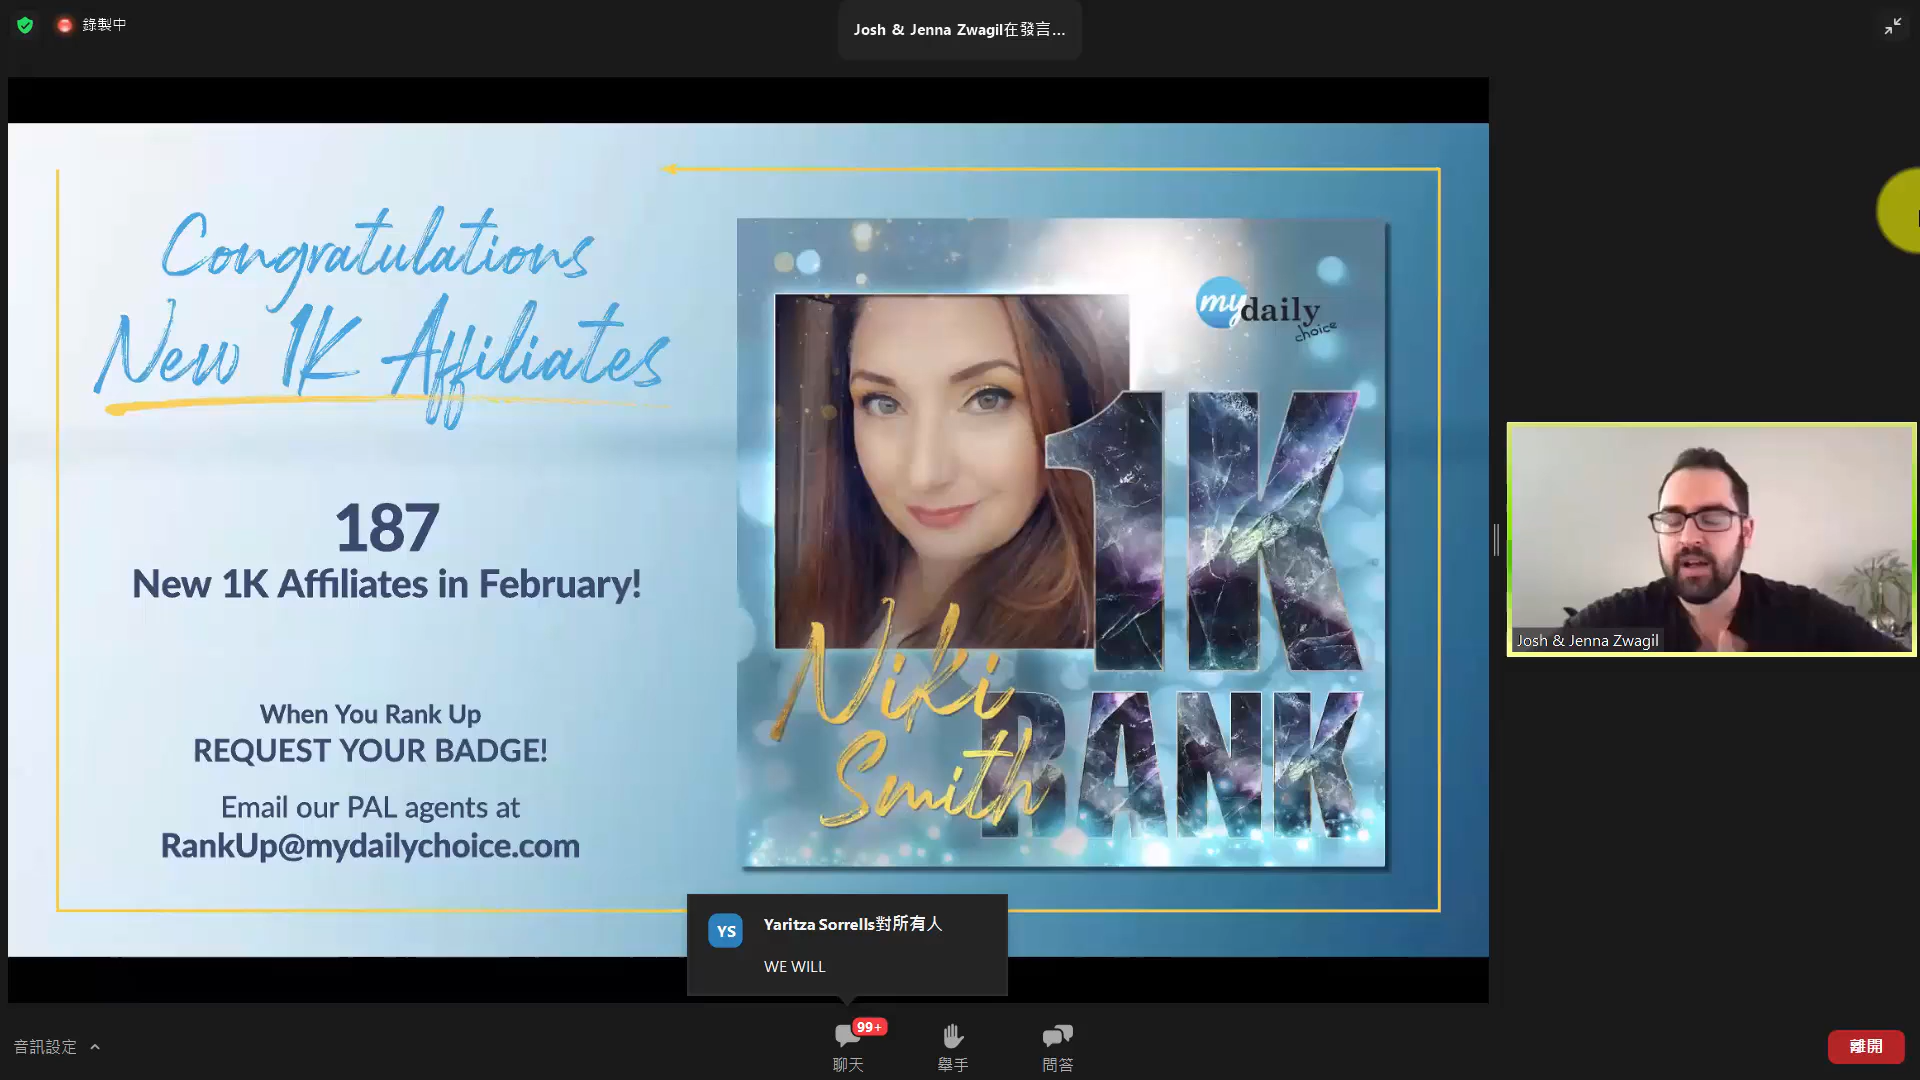 錄製中
Josh & Jenna Zwagil在發言...
Congratulations
New 1K Affiliates
187
New 1K Affiliates in February!
When You Rank Up
REQUEST YOUR BADGE!
Email our PAL agents at
RankUp@mydailychoice.com
my daily
choice
1K
RANK
Niki
Smith
Josh & Jenna Zwagil
YS
Yaritza Sorrells對所有人
WE WILL
音訊設定
99+
聊天
舉手
問答
離開